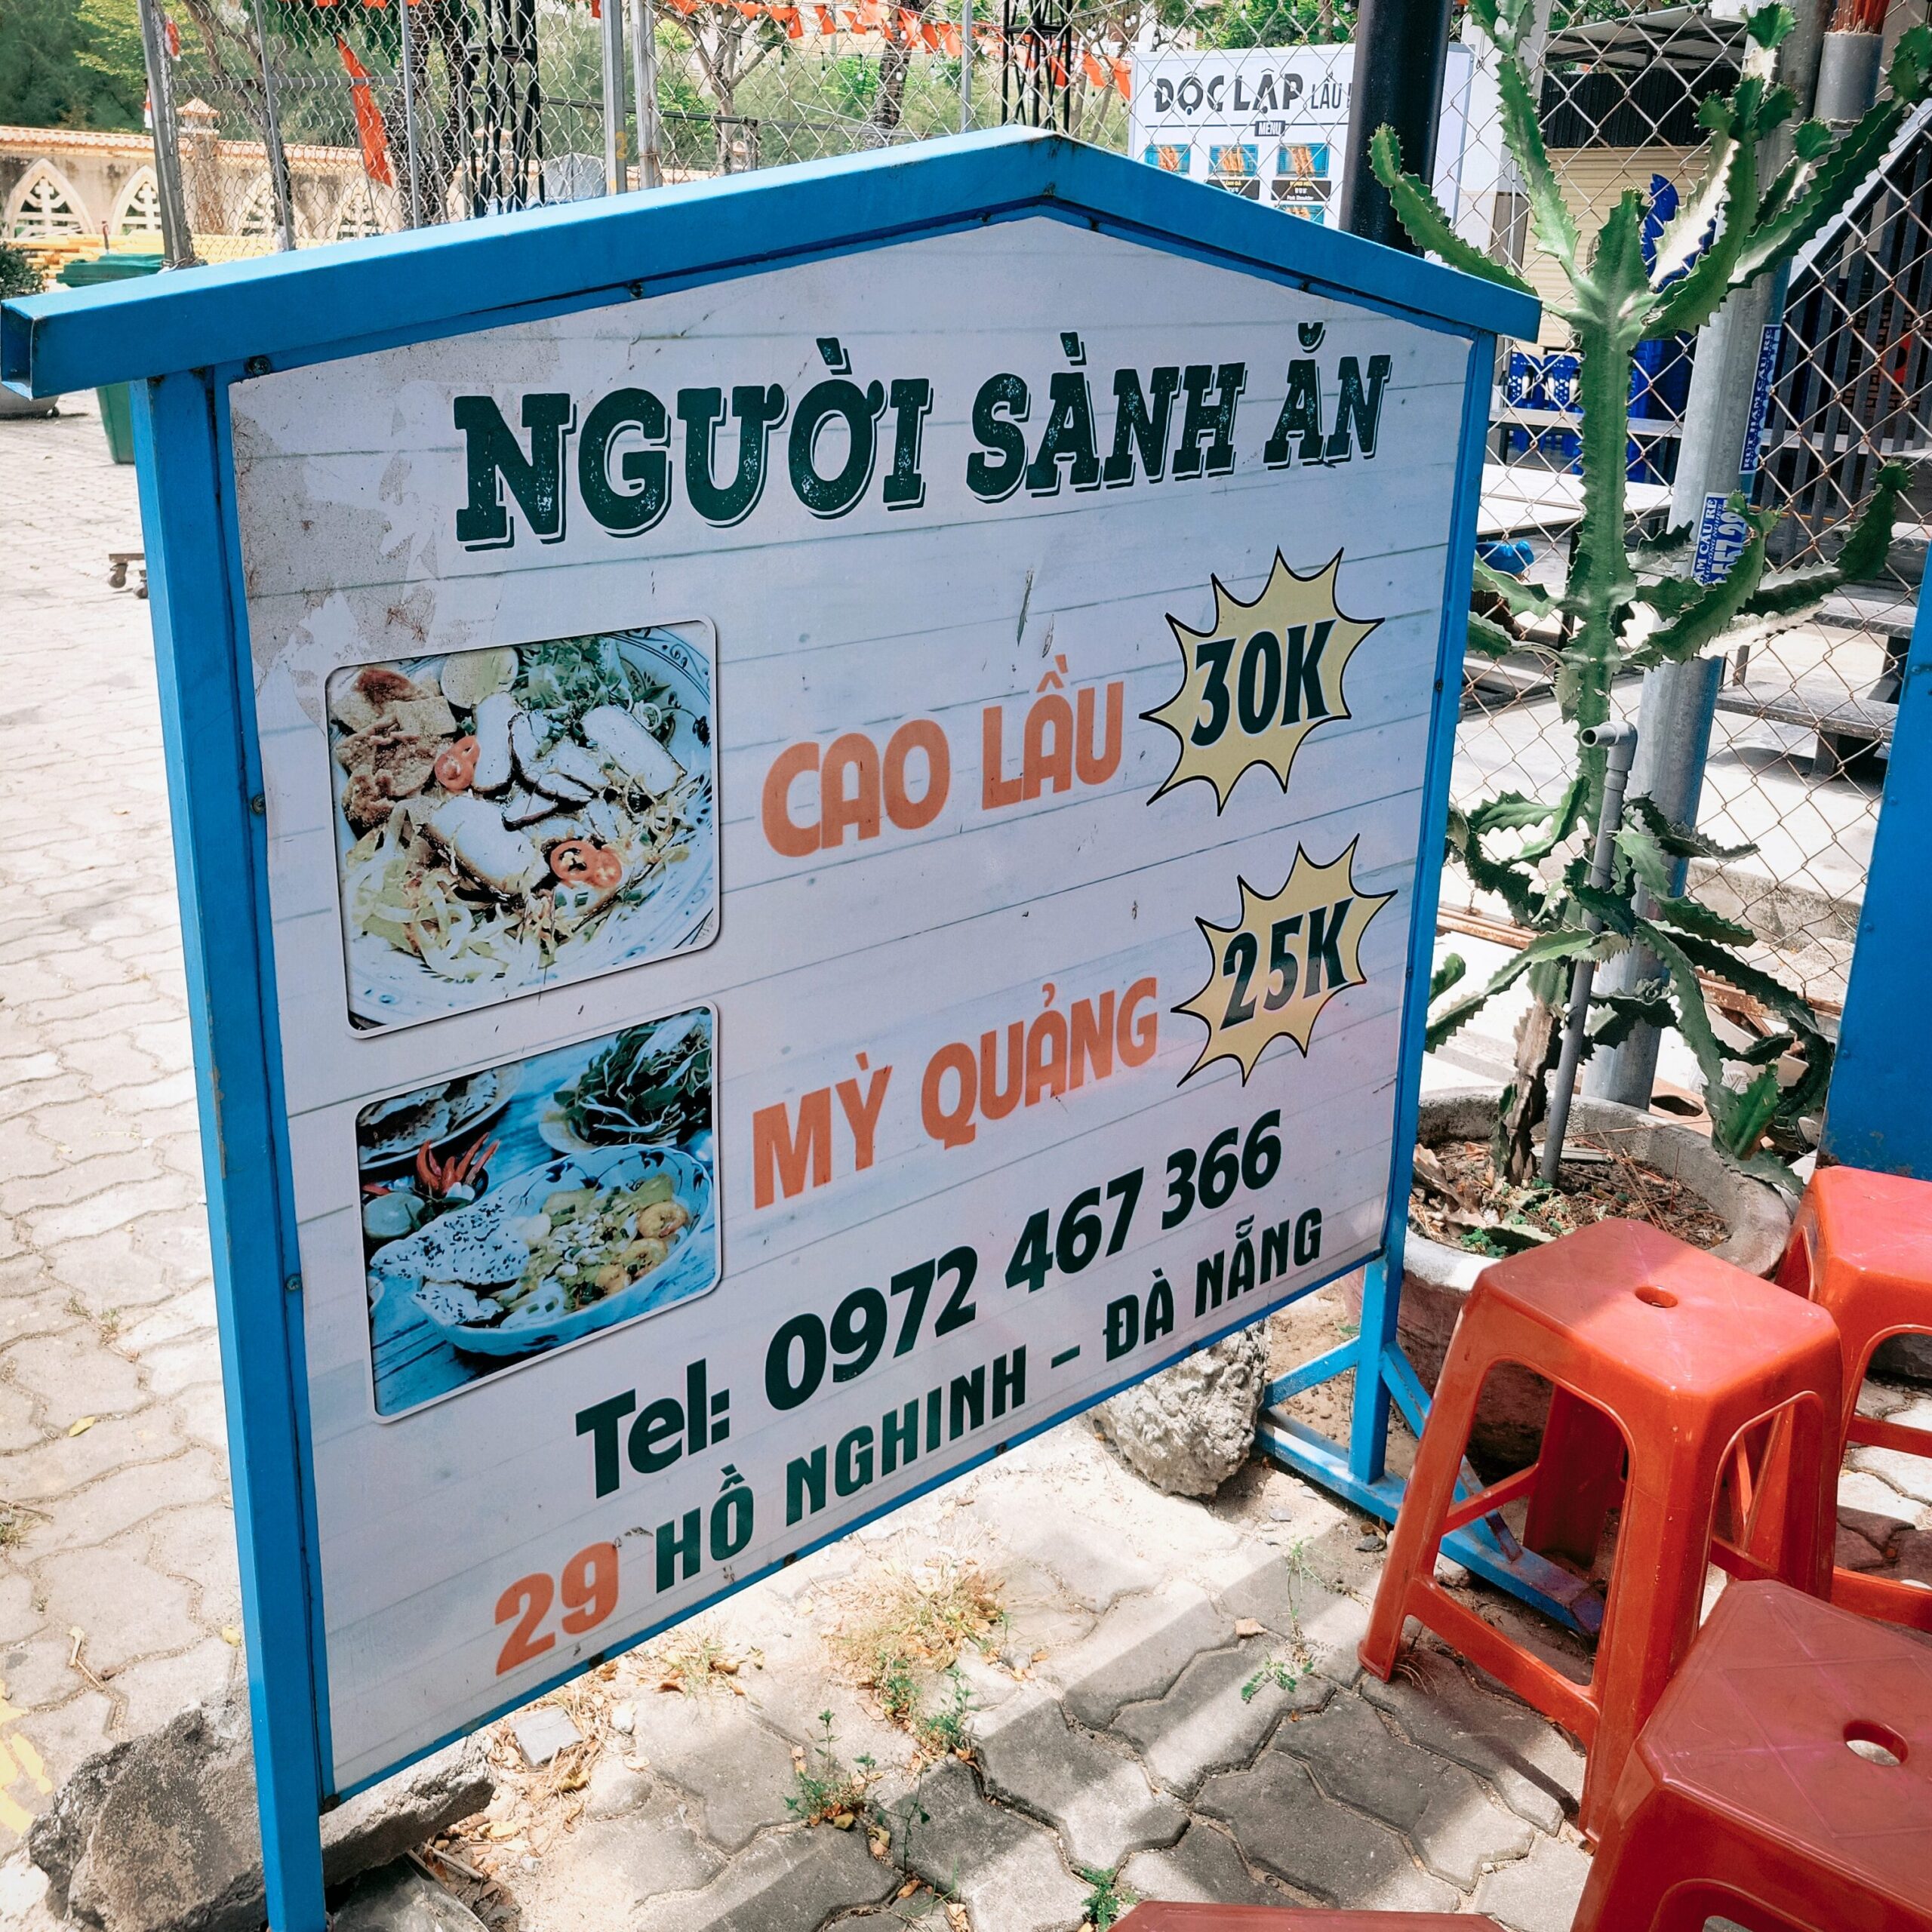 ĐỘC LẬP LẨU
MENU
NGƯỜI SÀNH ĂN
CAO LẦU 30K
MỲ QUẢNG 25K
Tel: 0972 467 366
29 HỒ NGHINH - ĐÀ NẴNG